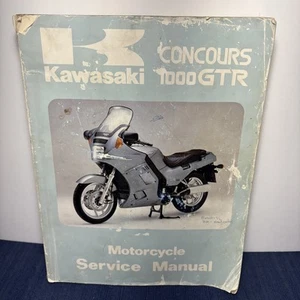 Kawasaki
CONCOURS
1000GTR
Motorcycle
Service Manual